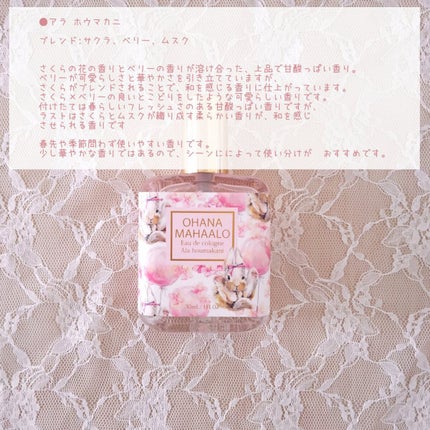 ●アラ ホウマカニ
ブレンド:サクラ、ベリー, ムスク
さくらの花の香りとベリーの香りが溶け合った、上品で甘酸っぱい香り。
ベリーが可愛らしさと華やかさを引き立てていますが、
さくらがブレンドされることで、和を感じる香りに仕上がっています。
さくら×ベリーの良いとこどりをしたような可愛らしい香りです。
付けたては春らしいフレッシュさのある甘酸っぱい香りですが、
ラストはさくらとムスクが織り成す柔らかい香りが、和を感じ
させられる香りです
春先や季節問わず使いやすい香りです。
少し華やかな香りではあるので、シーンにによって使い分けが おすすめです。
OHANA
MAHAALO
Eau de cologne
Ala houmakani